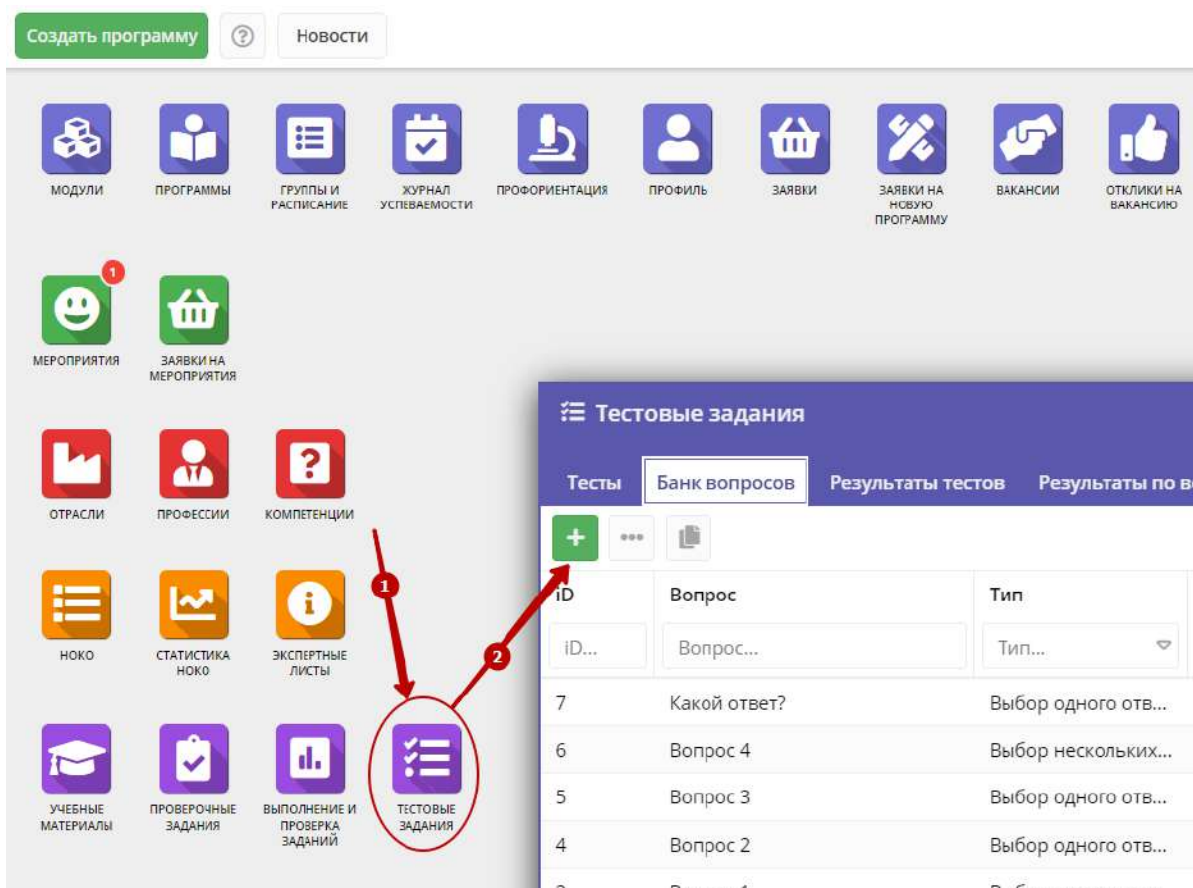 Создать программу
Новости
МОДУЛИ
ПРОГРАММЫ
ГРУППЫ И
РАСПИСАНИЕ
ЖУРНАЛ
УСПЕВАЕМОСТИ
ПРОФОРИЕНТАЦИЯ
ПРОФИЛЬ
ЗАЯВКИ
ЗАЯВКИ НА
НОВУЮ
ПРОГРАММУ
ВАКАНСИИ
ОТКЛИКИ НА
ВАКАНСИЮ
1
МЕРОПРИЯТИЯ
ЗАЯВКИ НА
МЕРОПРИЯТИЯ
ОТРАСЛИ
ПРОФЕССИИ
КОМПЕТЕНЦИИ
1
2
НОКО
СТАТИСТИКА
НОКО
ЭКСПЕРТНЫЕ
ЛИСТЫ
УЧЕБНЫЕ
МАТЕРИАЛЫ
ПРОВЕРОЧНЫЕ
ЗАДАНИЯ
ВЫПОЛНЕНИЕ И
ПРОВЕРКА
ЗАДАНИЙ
ТЕСТОВЫЕ
ЗАДАНИЯ
Тестовые задания
Тесты Банк вопросов Результаты тестов Результаты по
iD Вопрос Тип
iD... Вопрос... Тип...
7 Какой ответ? Выбор одного отв...
6 Вопрос 4 Выбор нескольких...
5 Вопрос 3 Выбор одного отв...
4 Вопрос 2 Выбор одного отв...